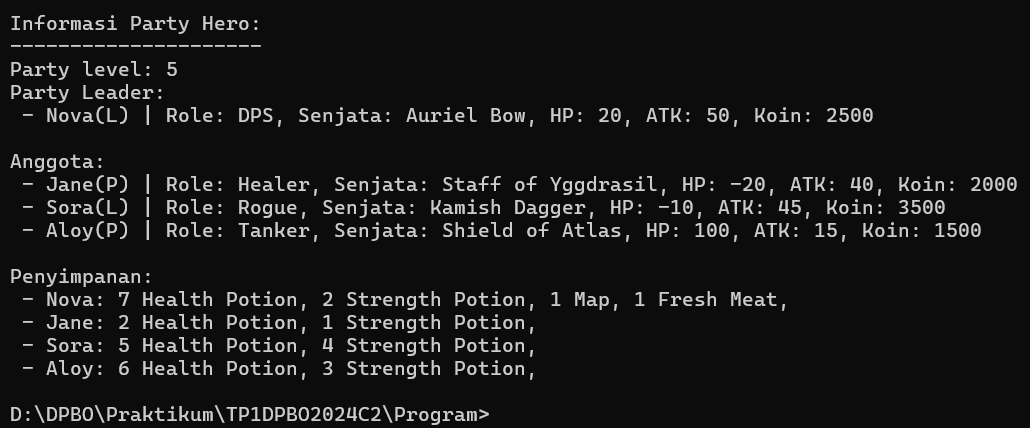 Informasi Party Hero:
---------------------
Party level: 5
Party Leader:
 - Nova(L) | Role: DPS, Senjata: Auriel Bow, HP: 20, ATK: 50, Koin: 2500

Anggota:
 - Jane(P) | Role: Healer, Senjata: Staff of Yggdrasil, HP: -20, ATK: 40, Koin: 2000
 - Sora(L) | Role: Rogue, Senjata: Kamish Dagger, HP: -10, ATK: 45, Koin: 3500
 - Aloy(P) | Role: Tanker, Senjata: Shield of Atlas, HP: 100, ATK: 15, Koin: 1500

Penyimpanan:
 - Nova: 7 Health Potion, 2 Strength Potion, 1 Map, 1 Fresh Meat,
 - Jane: 2 Health Potion, 1 Strength Potion,
 - Sora: 5 Health Potion, 4 Strength Potion,
 - Aloy: 6 Health Potion, 3 Strength Potion,

D:\DPBO\Praktikum\TP1DPBO2024C2\Program>